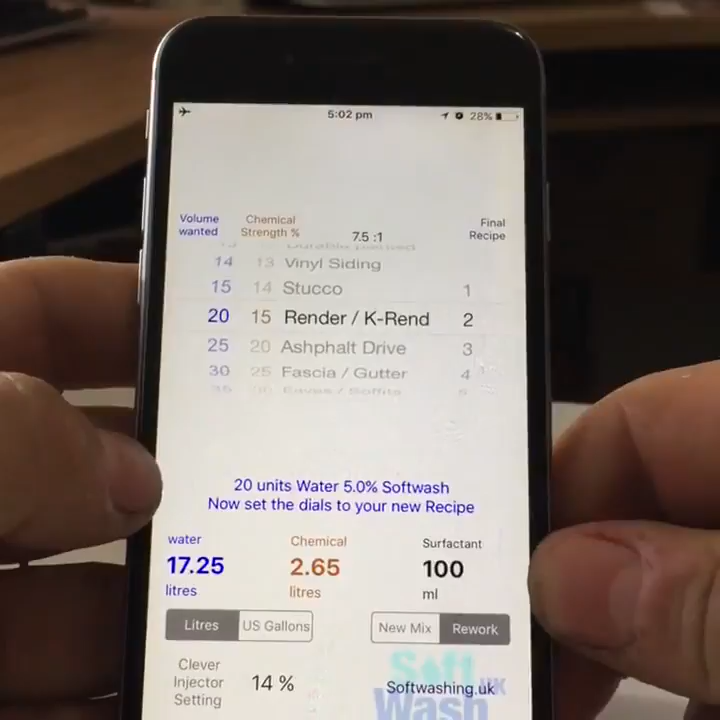 5:02 pm 28%
Volume wanted Chemical Strength % 7.5 :1 Final Recipe
14 13 Vinyl Siding
15 14 Stucco 1
20 15 Render / K-Rend 2
25 20 Ashphalt Drive 3
30 25 Fascia / Gutter 4
Eaves / Soffits
20 units Water 5.0% Softwash
Now set the dials to your new Recipe
water Chemical Surfactant
17.25 2.65 100
litres litres ml
Litres US Gallons New Mix Rework
Clever Injector Setting 14 % Softwashing.uk
Soft Wash UK